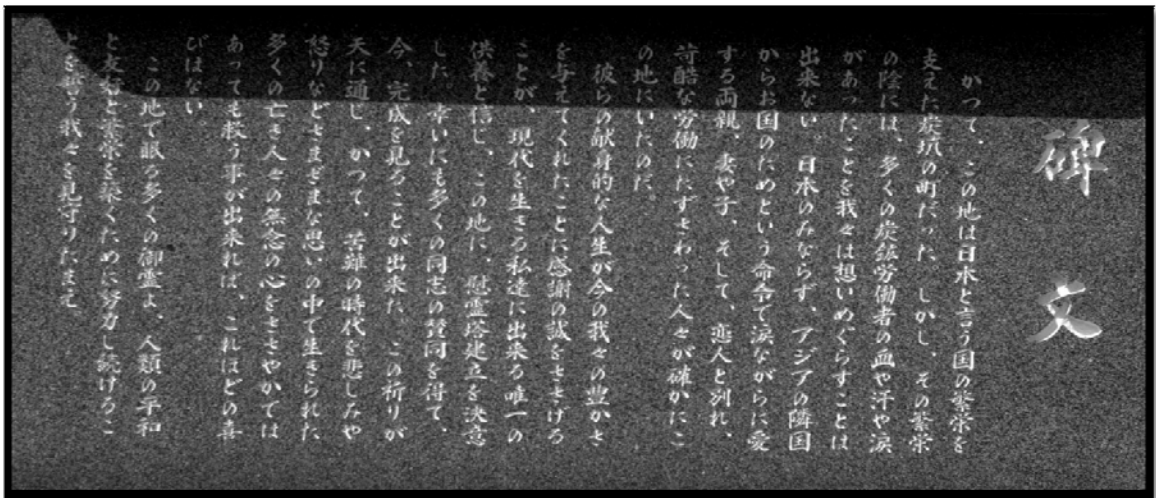 碑文
かつて、この地は日本と言う国の繁栄を
支えた炭坑の町だった。しかし、その繁栄
の陰には、多くの炭鉱労働者の血や汗や涙
があったことを我々は想いめぐらすことは
出来ない。日本のみならず、アジアの隣国
からお国のためという命令で涙ながらに愛
する両親、妻や子、そして、恋人と別れ、
苛酷な労働にたずさわった人々が確かにこ
の地にいたのだ。
彼らの献身的な人生が今の我々の豊かさ
を与えてくれたことに感謝の誠をささげる
ことが、現代を生きる私達に出来る唯一の
供養と信じ、この地に、慰霊塔建立を決意
した。幸いにも多くの同志の賛同を得て、
今、完成を見ることが出来た。この祈りが
天に通じ、かつて、苦難の時代を悲しみや
怒りなどさまざまな思いの中で生きられた
多くの亡き人々の無念の心をささやかでは
あっても救う事が出来れば、これほどの喜
びはない
この地で眠る多くの御霊よ、人類の平和
と友好と繁栄を築くために努力し続けるこ
とを誓う我々を見守りたまえ